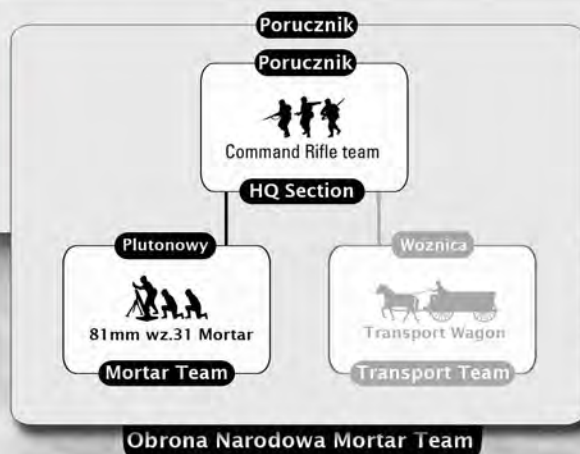 Porucznik
Porucznik
Command Rifle team
HQ Section
Plutonowy
81mm wz.31 Mortar
Mortar Team
Woznica
Transport Wagon
Transport Team
Obrona Narodowa Mortar Team